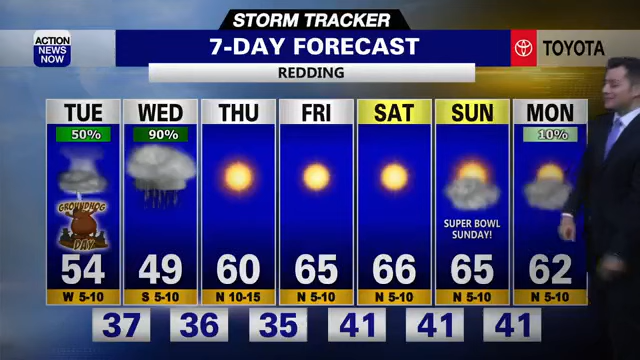 STORM TRACKER
ACTION
NEWS
NOW
7-DAY FORECAST
TOYOTA
REDDING
TUE WED THU FRI SAT SUN MON
50% 90% 10%
GROUNDHOG
DAY
SUPER BOWL
SUNDAY!
54 49 60 65 66 65 62
W 5-10 S 5-10 N 10-15 N 5-10 N 5-10 N 5-10 N 5-10
37 36 35 41 41 41